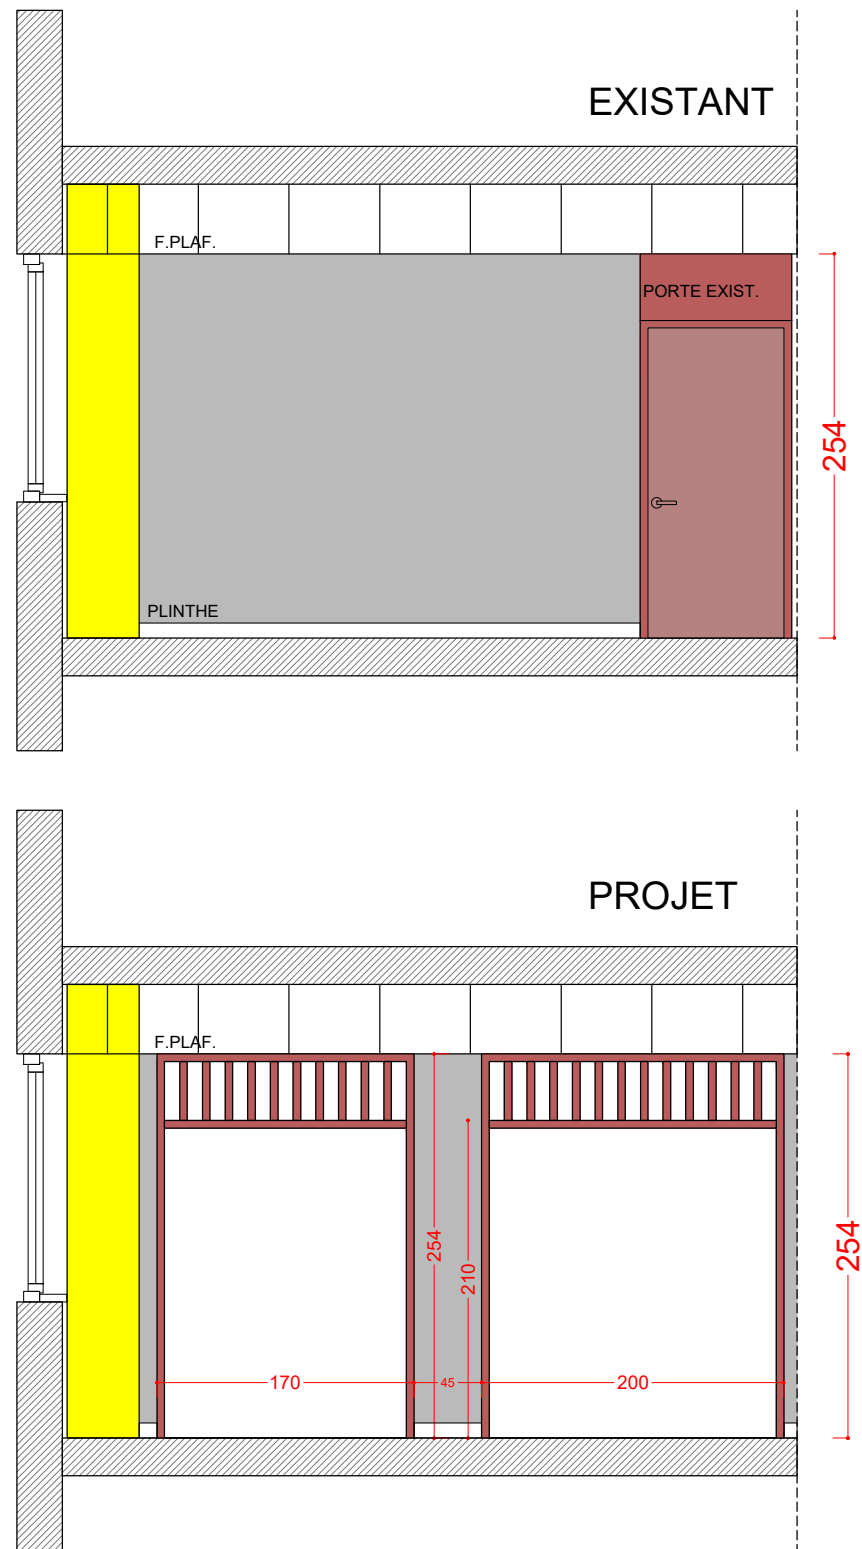 EXISTANT
F.PLAF.
PORTE EXIST.
254
PLINTHE
PROJET
F.PLAF.
254
210
254
170
45
200